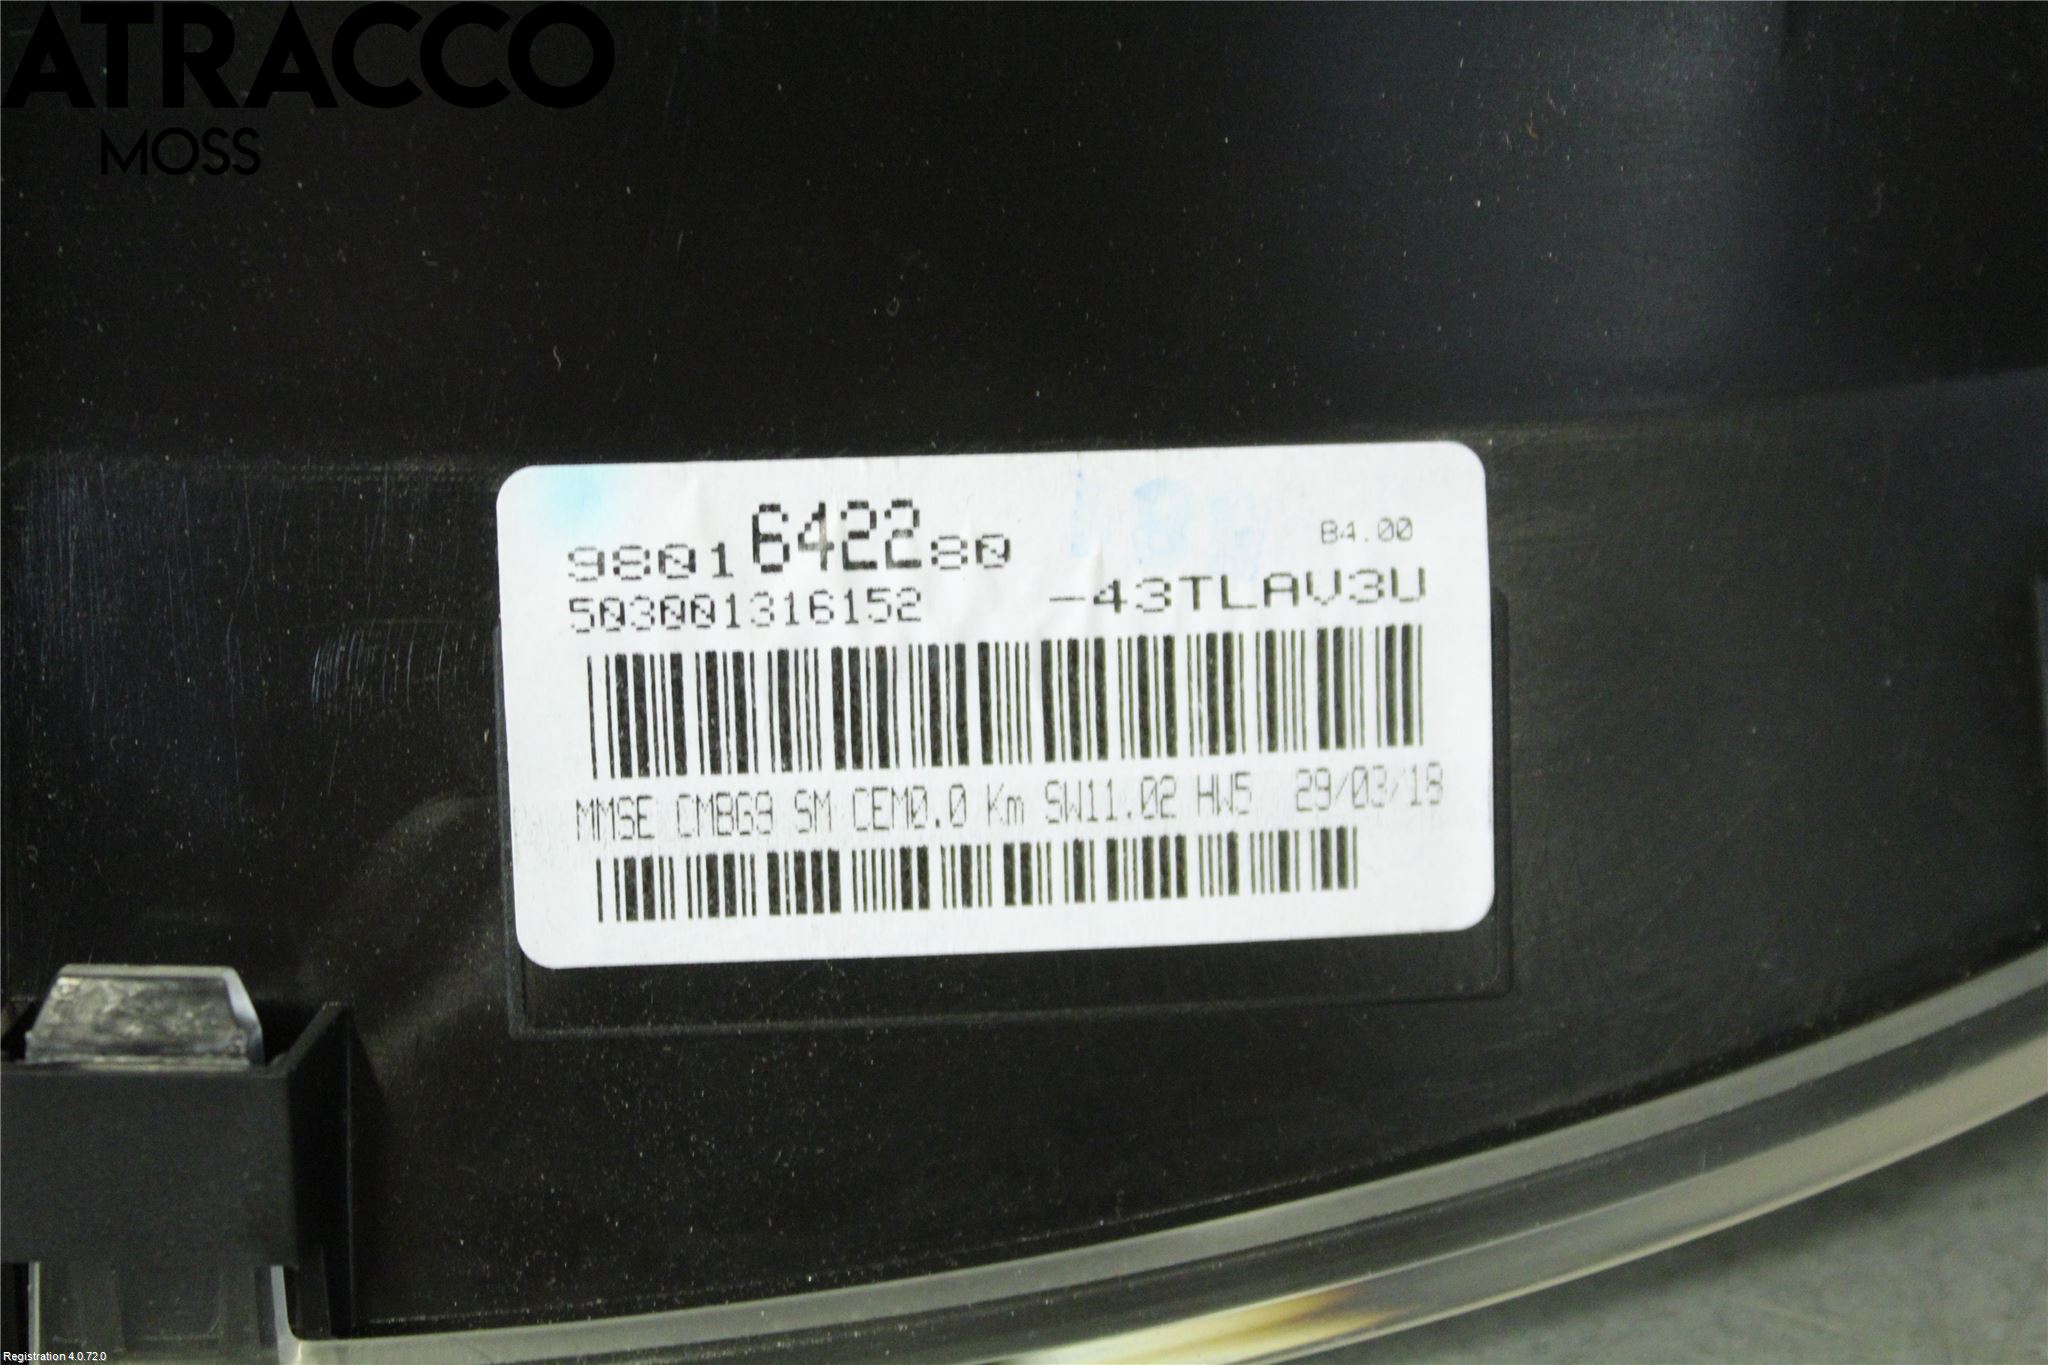 ATRACCO
MOSS
9801642280
B4.00
503001316152 -43TLAV3U
MMSE CMBG9 SM CEM0.0 Km SW11.02 HW5 29/03/18
Registration 4.0.72.0